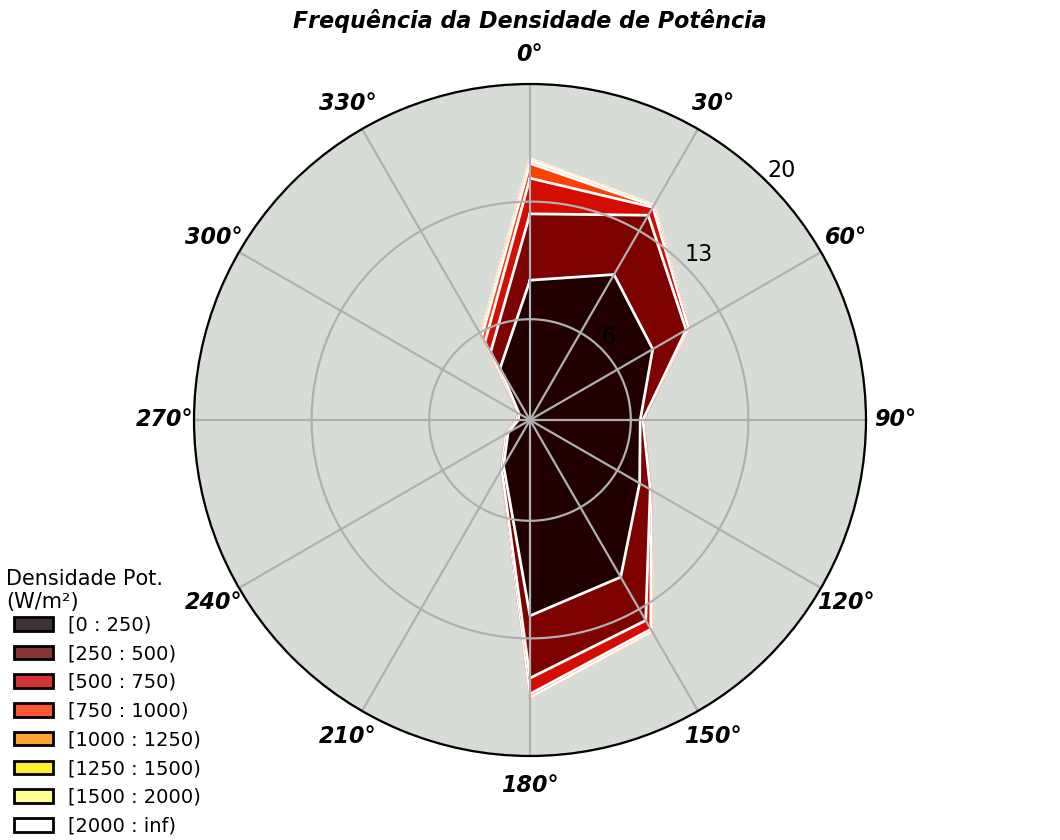 Frequência da Densidade de Potência
0°
330°
30°
20
300°
60°
13
6
270°
90°
240°
120°
210°
150°
180°
Densidade Pot.
(W/m²)
[0 : 250)
[250 : 500)
[500 : 750)
[750 : 1000)
[1000 : 1250)
[1250 : 1500)
[1500 : 2000)
[2000 : inf)